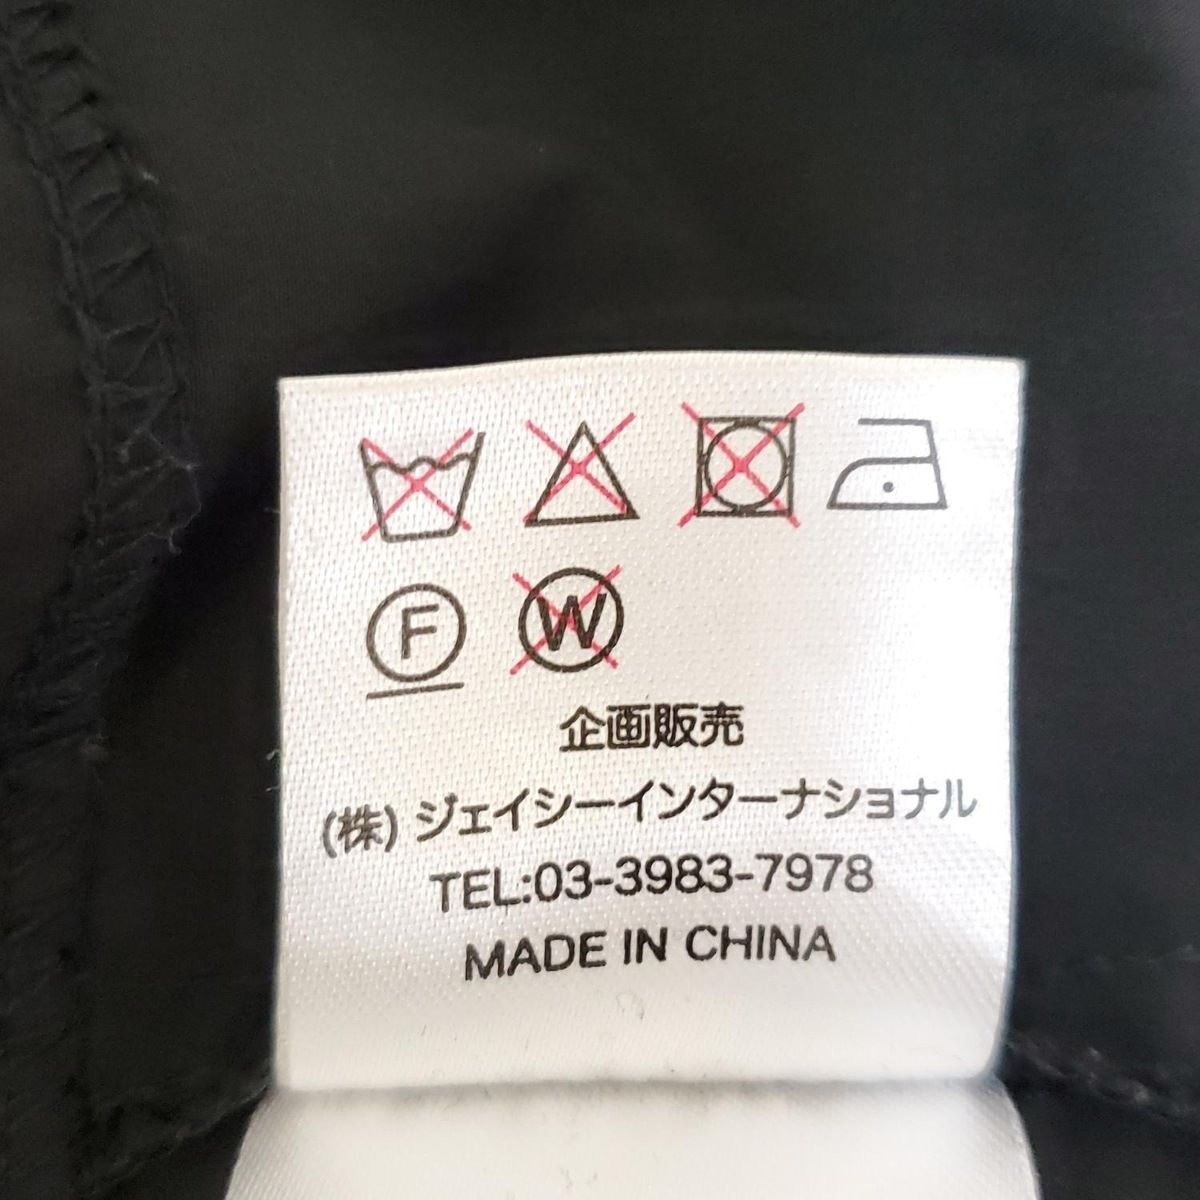 F W
企画販売
(株) ジェイシーインターナショナル
TEL:03-3983-7978
MADE IN CHINA